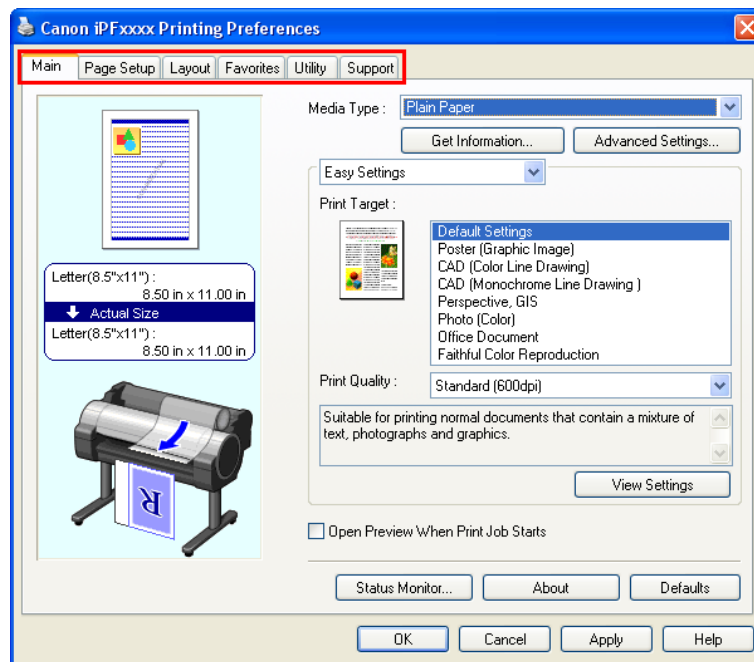 Canon iPFxxxx Printing Preferences
Main Page Setup Layout Favorites Utility Support
Media Type : Plain Paper
Get Information... Advanced Settings...
Easy Settings
Print Target :
Default Settings
Poster (Graphic Image)
CAD (Color Line Drawing)
CAD (Monochrome Line Drawing )
Perspective, GIS
Photo (Color)
Office Document
Faithful Color Reproduction
Letter(8.5"x11") :
8.50 in x 11.00 in
Actual Size
Letter(8.5"x11") :
8.50 in x 11.00 in
R
Print Quality : Standard (600dpi)
Suitable for printing normal documents that contain a mixture of
text, photographs and graphics.
View Settings
Open Preview When Print Job Starts
Status Monitor... About Defaults
OK Cancel Apply Help